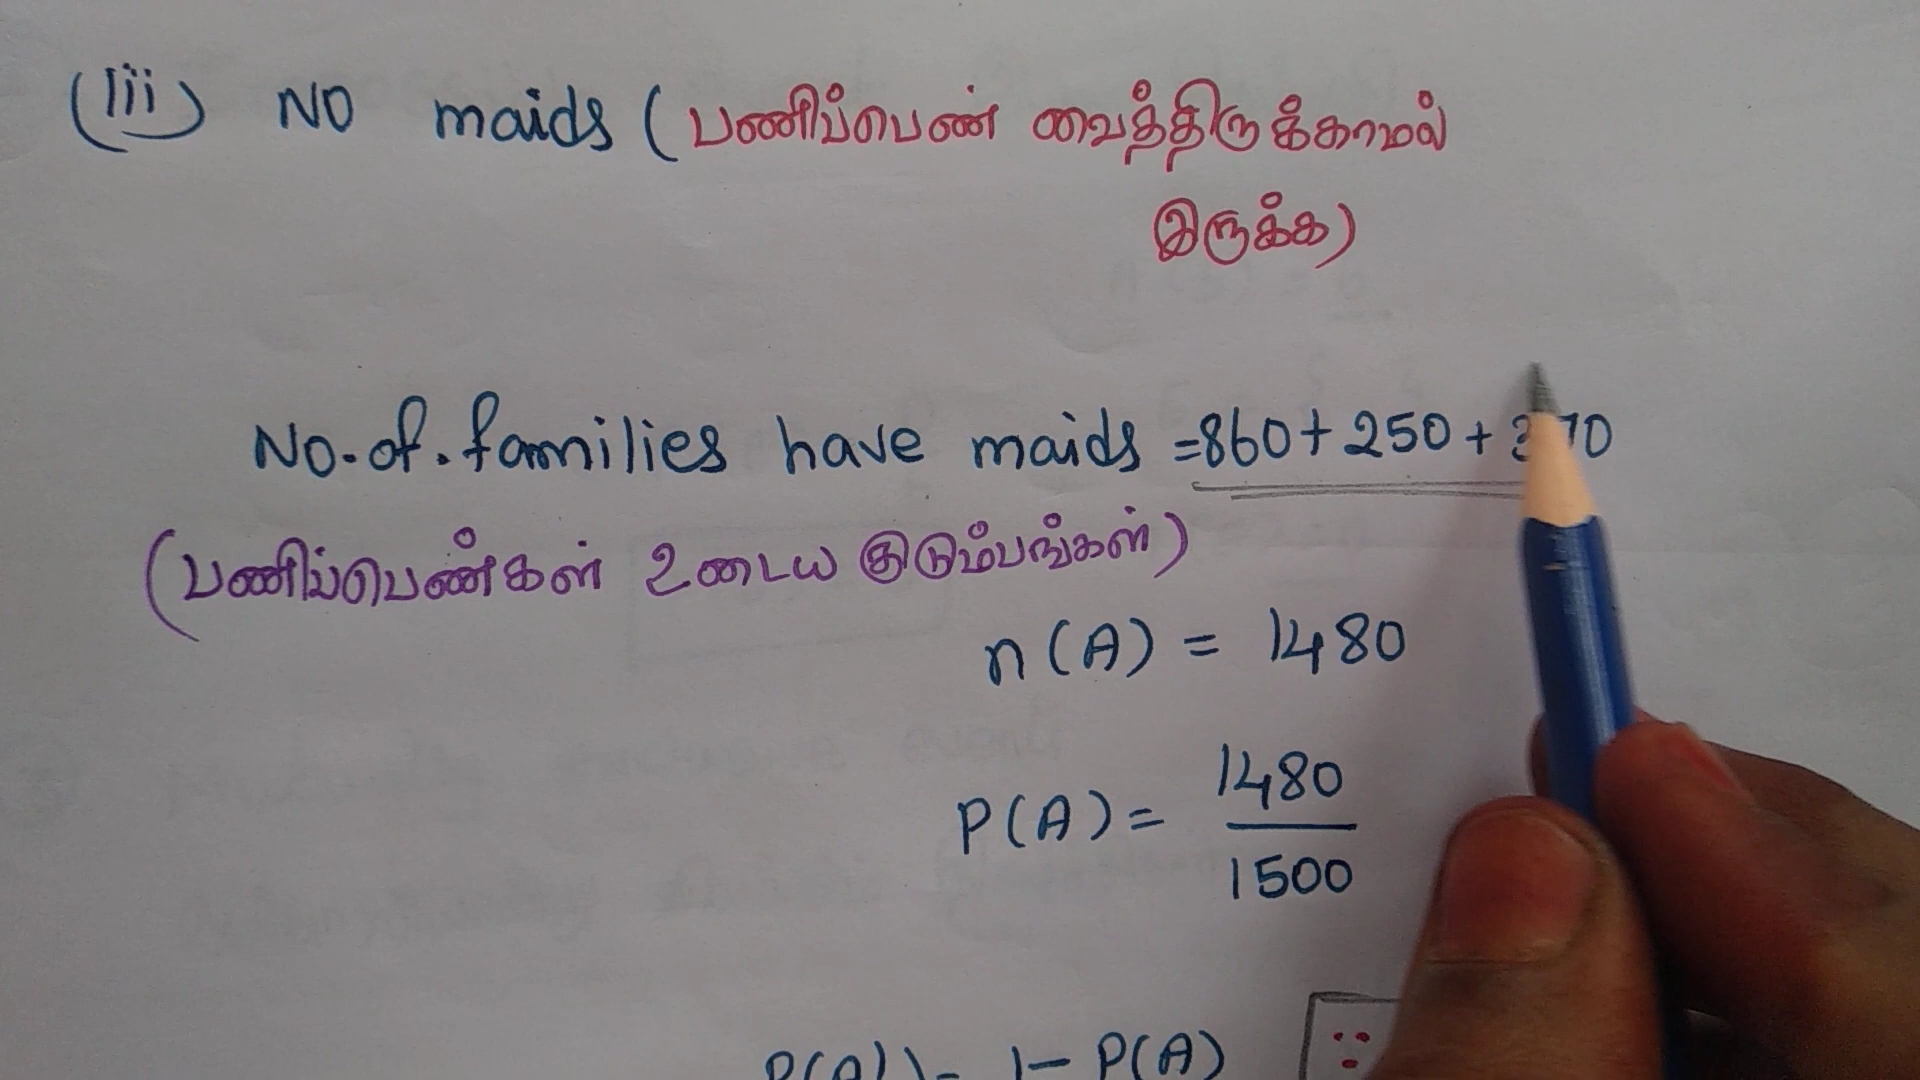 (iii) NO maids (பணிப்பெண் வைத்திருக்காமல்
இருக்க)
No.of.families have maids =860+250+370
(பணிப்பெண்கள் உடைய குடும்பங்கள்)
n(A) = 1480
P(A) = 1480
1500
1- P(A)